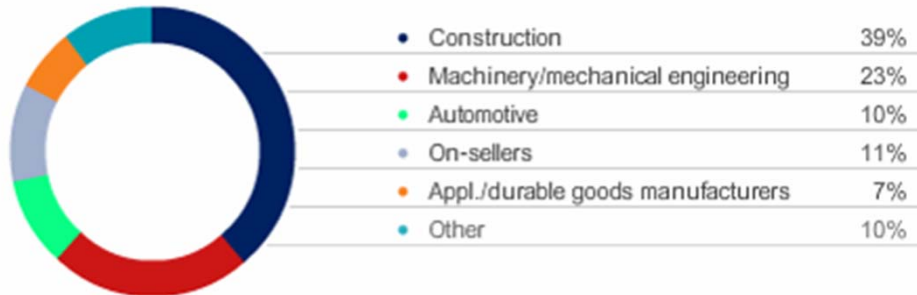 Construction 39%
Machinery/mechanical engineering 23%
Automotive 10%
On-sellers 11%
Appl./durable goods manufacturers 7%
Other 10%